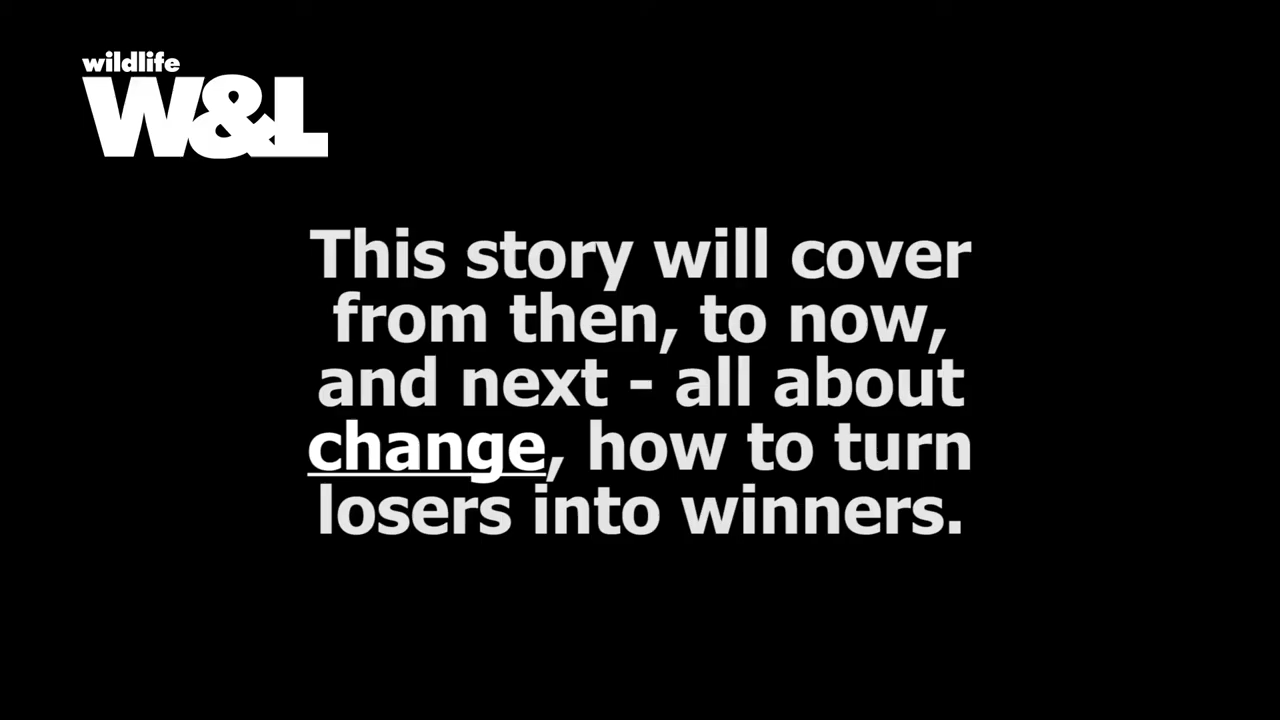 wildlife
W&L
This story will cover
from then, to now,
and next - all about
change, how to turn
losers into winners.